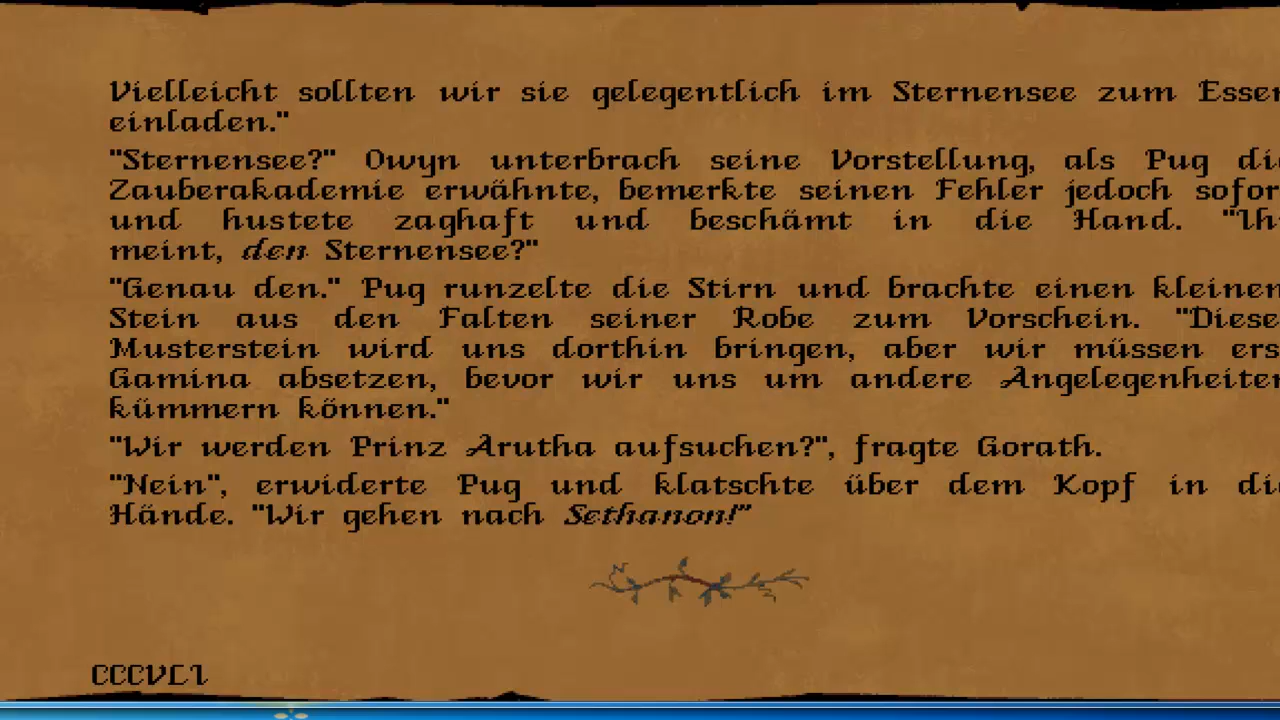 Vielleicht sollten wir sie gelegentlich im Sternensee zum Essen
einladen."
"Sternensee?" Owyn unterbrach seine Vorstellung, als Pug die
Zauberakademie erwähnte, bemerkte seinen Fehler jedoch sofor
und hustete zaghaft und beschämt in die Hand. "Ih
meint, den Sternensee?"
"Genau den." Pug runzelte die Stirn und brachte einen kleinen
Stein aus den Falten seiner Robe zum Vorschein. "Diese
Musterstein wird uns dorthin bringen, aber wir müssen ers
Gamina absetzen, bevor wir uns um andere Angelegenheiten
kümmern können."
"Wir werden Prinz Arutha aufsuchen?", fragte Gorath.
"Nein", erwiderte Pug und klatschte über dem Kopf in die
Hände. "Wir gehen nach Sethanon!"
CCCVLI